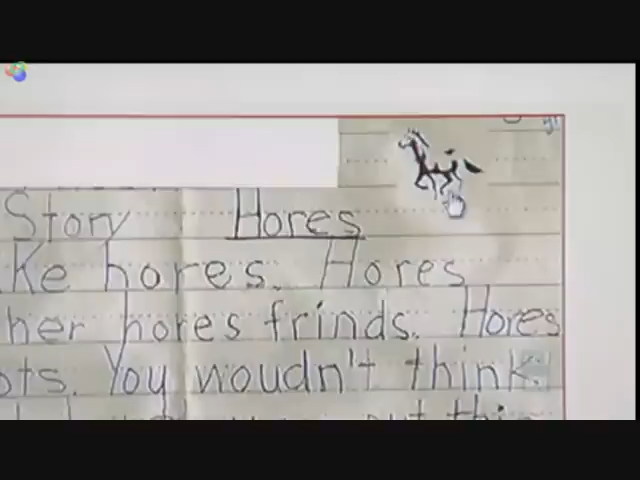 Story Hores
Ke hores. Hores
her hores frinds. Hores
ots. You woudn't think